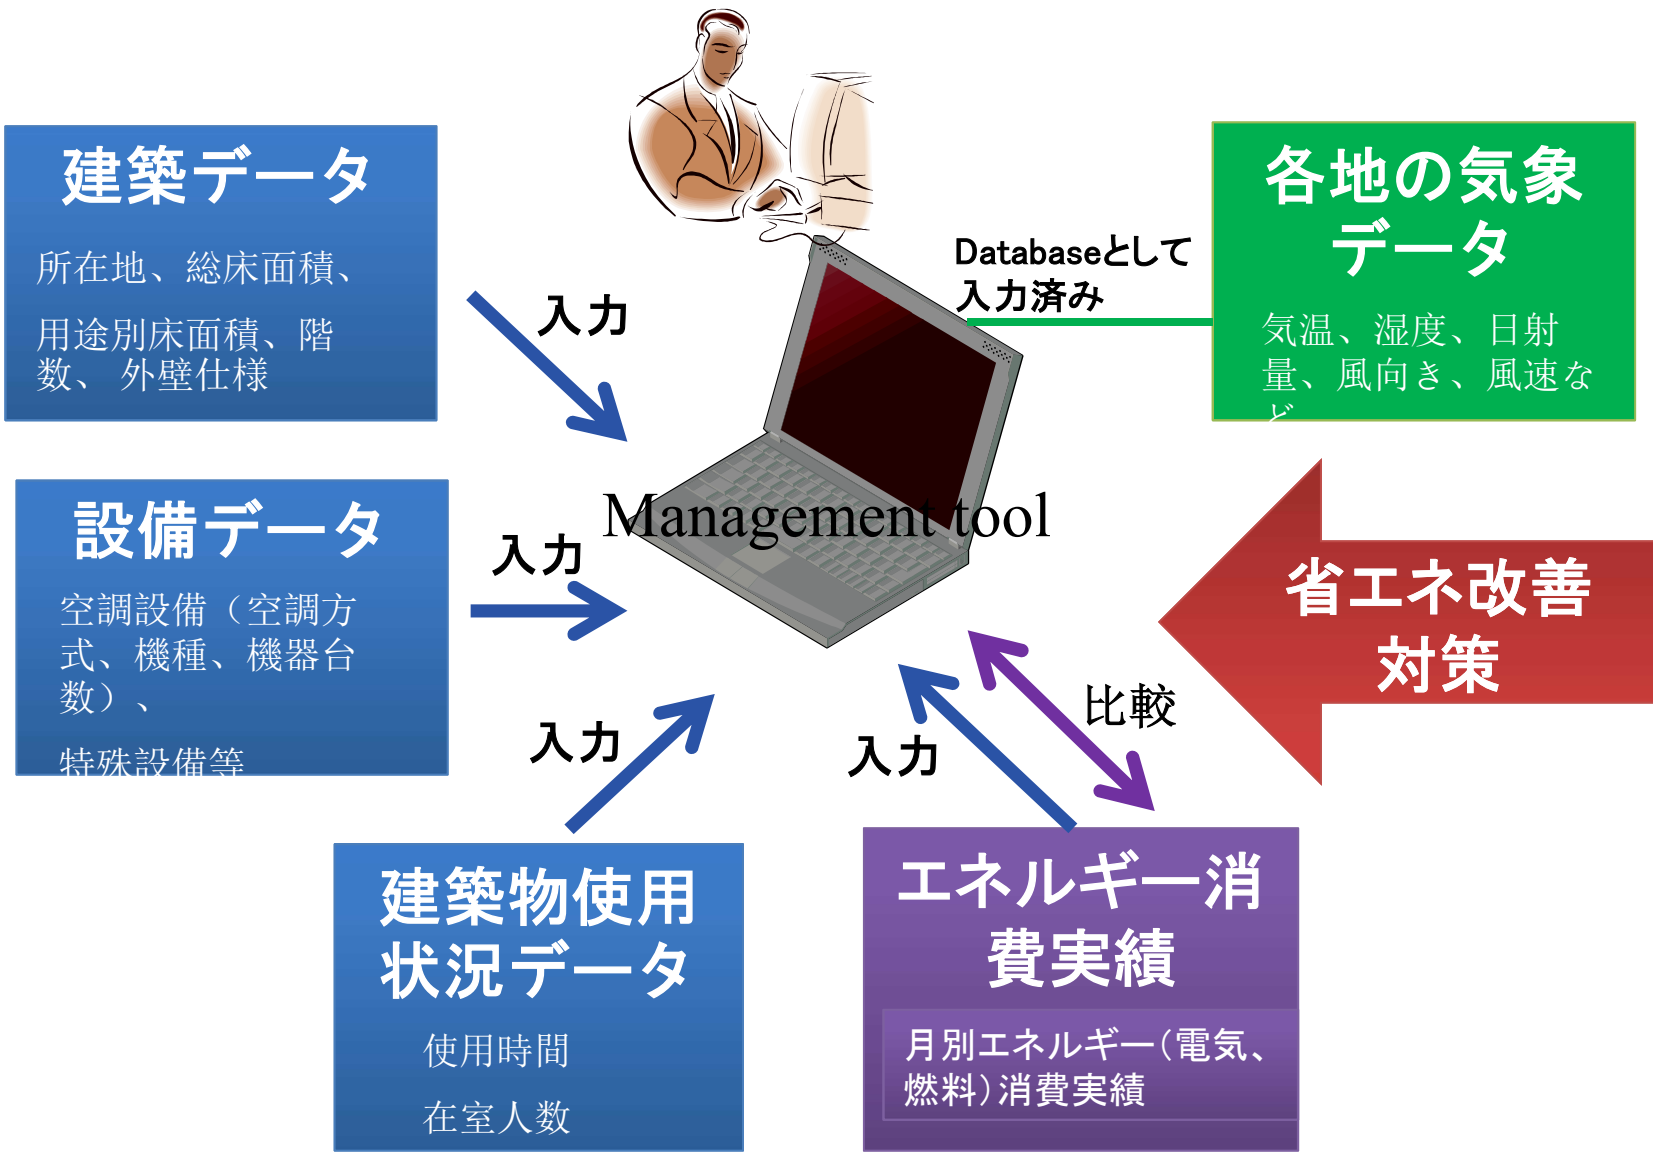 建築データ
所在地、総床面積、
用途別床面積、階
数、 外壁仕様
入力
Databaseとして
入力済み
各地の気象
データ
気温、湿度、日射
量、風向き、風速な
ど
設備データ
空調設備（空調方
式、機種、機器台
数）、
特殊設備等
入力
Management tool
省エネ改善
対策
入力
入力
比較
建築物使用
状況データ
使用時間
在室人数
エネルギー消
費実績
月別エネルギー（電気、
燃料）消費実績